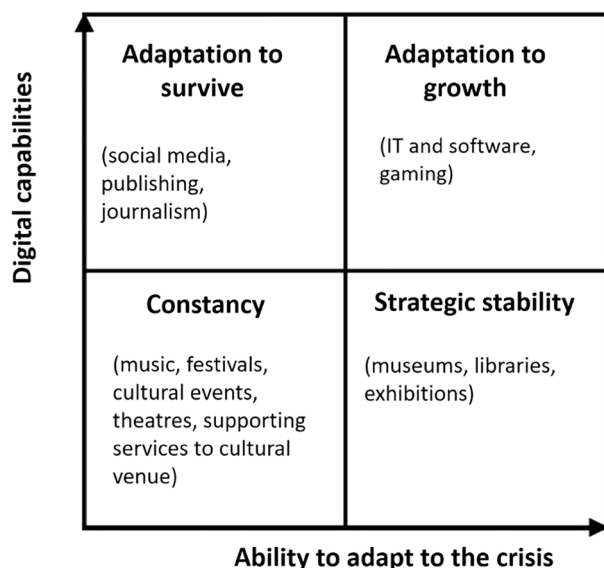 Digital capabilities
Adaptation to
survive
(social media,
publishing,
journalism)
Adaptation to
growth
(IT and software,
gaming)
Constancy
(music, festivals,
cultural events,
theatres, supporting
services to cultural
venue)
Strategic stability
(museums, libraries,
exhibitions)
Ability to adapt to the crisis